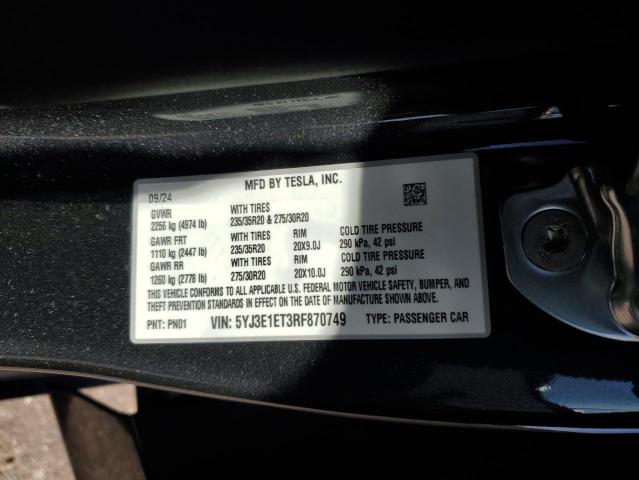 MFD BY TESLA, INC.
09/24
GVWR WITH TIRES
2256 kg (4974 lb) 235/35R20 & 275/30R20
GAWR FRT WITH TIRES RIM COLD TIRE PRESSURE
1110 kg (2447 lb) 235/35R20 20X9.0J 290 kPa, 42 psi
GAWR RR WITH TIRES RIM COLD TIRE PRESSURE
1260 kg (2778 lb) 275/30R20 20X10.0J 290 kPa, 42 psi
THIS VEHICLE CONFORMS TO ALL APPLICABLE U.S. FEDERAL MOTOR VEHICLE SAFETY, BUMPER, AND
THEFT PREVENTION STANDARDS IN EFFECT ON THE DATE OF MANUFACTURE SHOWN ABOVE.
PNT: PN01 VIN: 5YJ3E1ET3RF870749 TYPE: PASSENGER CAR